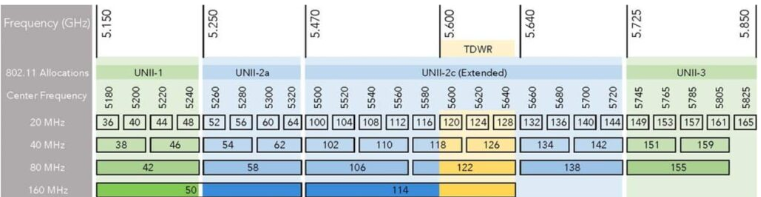 Frequency (GHz) 5.150 5.250 5.470 5.600 5.640 5.725 5.850
TDWR
802.11 Allocations UNII-1 UNII-2a UNII-2c (Extended) UNII-3
Center Frequency 5180 5200 5220 5240 5260 5280 5300 5320 5500 5520 5540 5560 5580 5600 5620 5640 5660 5680 5700 5720 5745 5765 5785 5805 5825
20 MHz 36 40 44 48 52 56 60 64 100 104 108 112 116 120 124 128 132 136 140 144 149 153 157 161 165
40 MHz 38 46 54 62 102 110 118 126 134 142 151 159
80 MHz 42 58 106 122 138 155
160 MHz 50 114